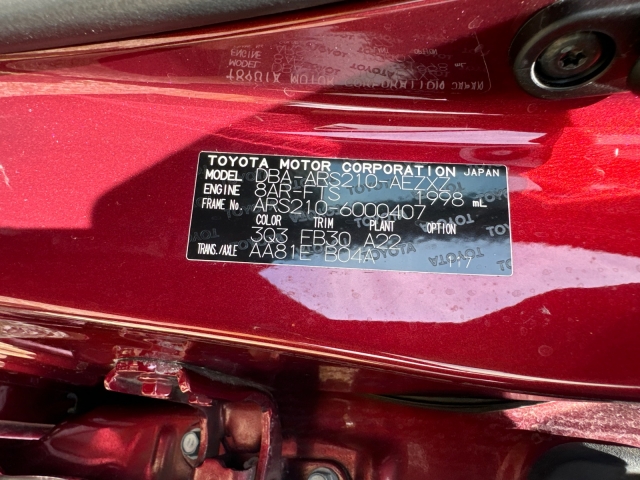 TOYOTA MOTOR CORPORATION JAPAN
MODEL DBA-ARS210-AEZXZ
ENGINE 8AR-FTS 1998 mL
FRAME No. ARS210-6000407
COLOR TRIM PLANT OPTION
3Q3 FB30 A22
TRANS./AXLE AA81E B04A 117